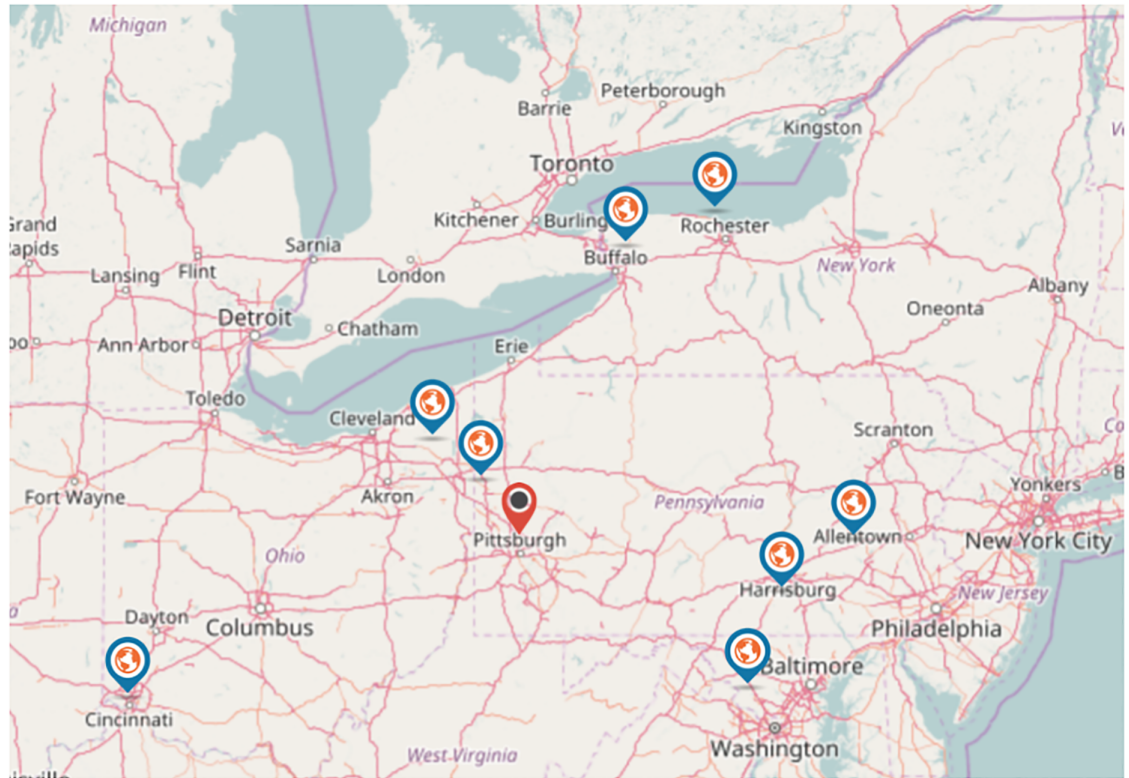 Michigan
Peterborough
Barrie
Kingston
Toronto
Grand
Rapids
Kitchener
Burling
Rochester
Sarnia
Buffalo
New York
Lansing
Flint
London
Albany
Oneonta
Detroit
Chatham
Ann Arbor
Erie
Toledo
Cleveland
Scranton
Yonkers
Fort Wayne
Akron
Pennsylvania
Pittsburgh
Allentown
New York City
Ohio
Harrisburg
New Jersey
Dayton
Columbus
Philadelphia
Baltimore
Cincinnati
West Virginia
Washington